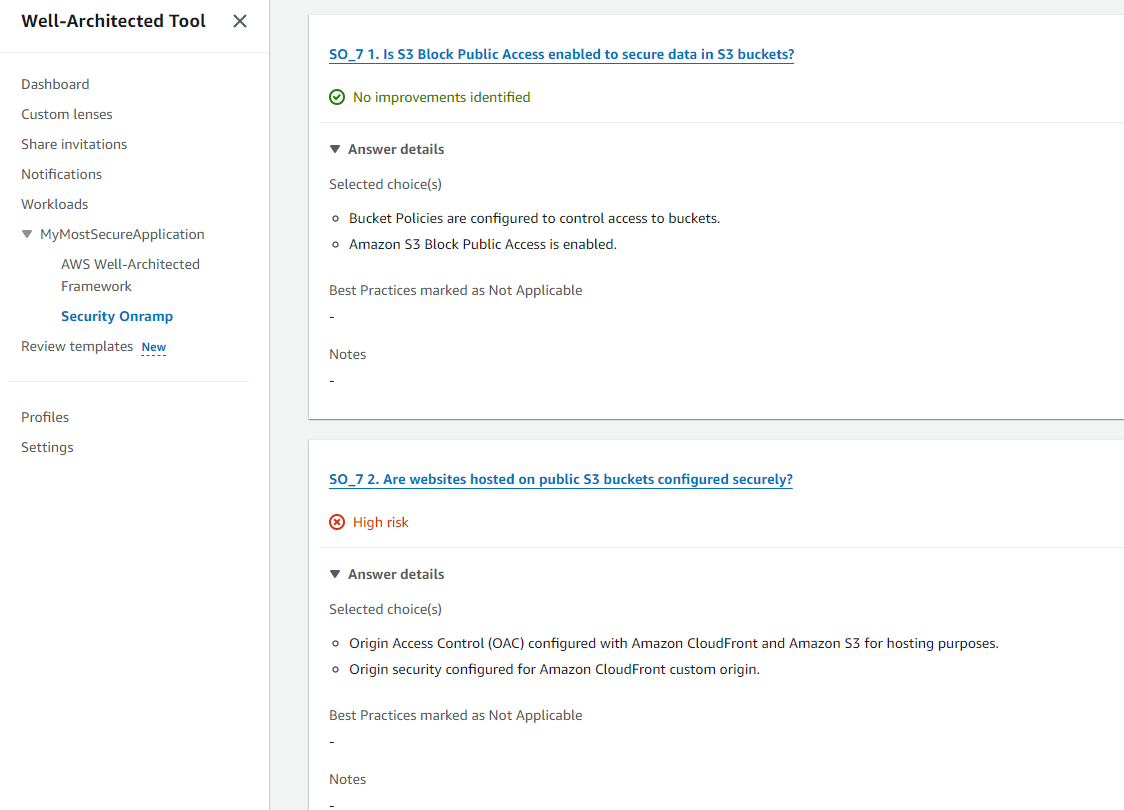 Well-Architected Tool
Dashboard
Custom lenses
Share invitations
Notifications
Workloads
MyMostSecureApplication
AWS Well-Architected
Framework
Security Onramp
Review templates New
Profiles
Settings
SO_7 1. Is S3 Block Public Access enabled to secure data in S3 buckets?
No improvements identified
Answer details
Selected choice(s)
Bucket Policies are configured to control access to buckets.
Amazon S3 Block Public Access is enabled.
Best Practices marked as Not Applicable
-
Notes
-
SO_7 2. Are websites hosted on public S3 buckets configured securely?
High risk
Answer details
Selected choice(s)
Origin Access Control (OAC) configured with Amazon CloudFront and Amazon S3 for hosting purposes.
Origin security configured for Amazon CloudFront custom origin.
Best Practices marked as Not Applicable
-
Notes
-